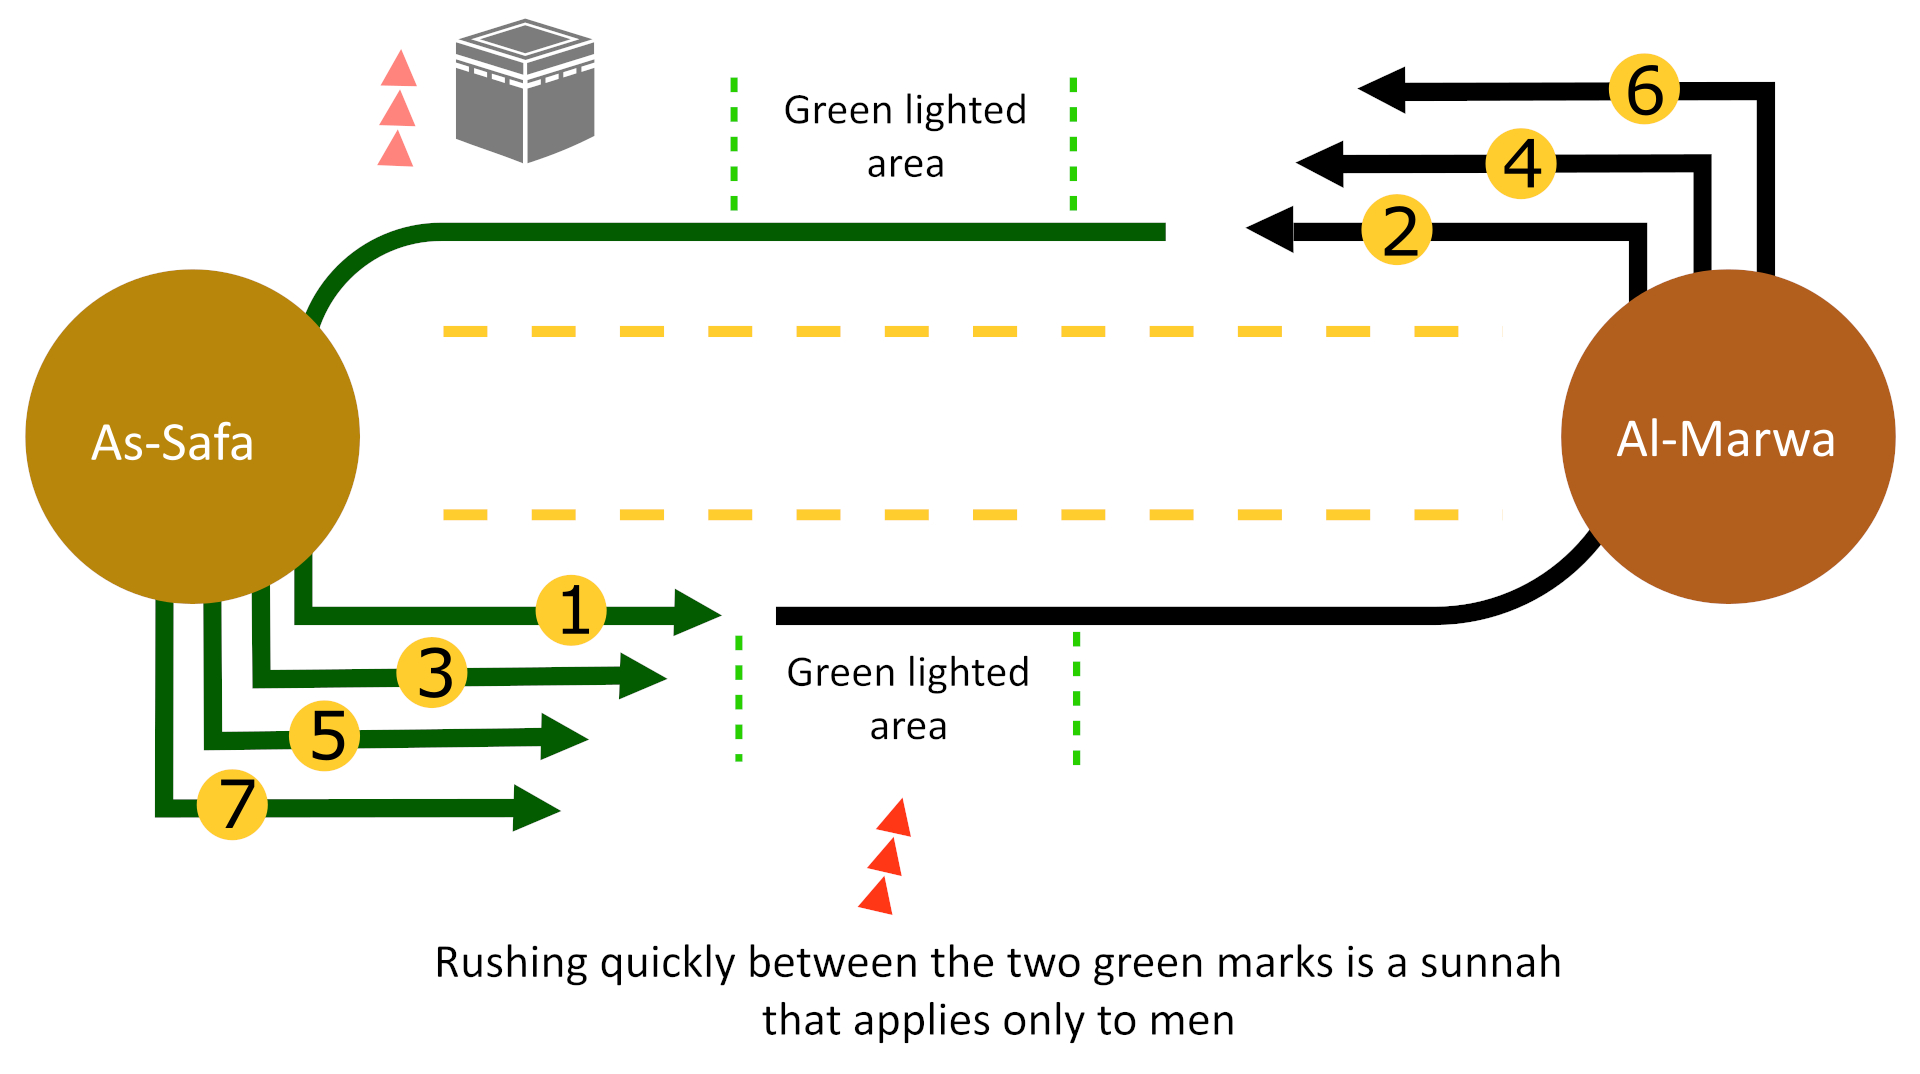 Green lighted
area
6
4
2
As-Safa
Al-Marwa
1
3
5
7
Green lighted
area
Rushing quickly between the two green marks is a sunnah
that applies only to men